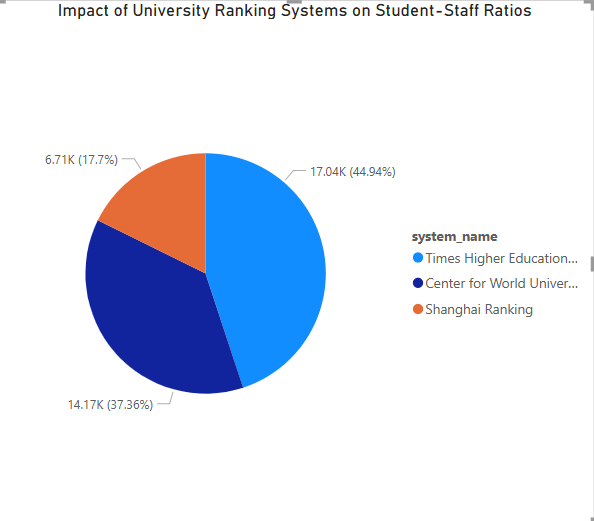 Impact of University Ranking Systems on Student-Staff Ratios
6.71K (17.7%)
17.04K (44.94%)
14.17K (37.36%)
system_name
Times Higher Education...
Center for World Univer...
Shanghai Ranking